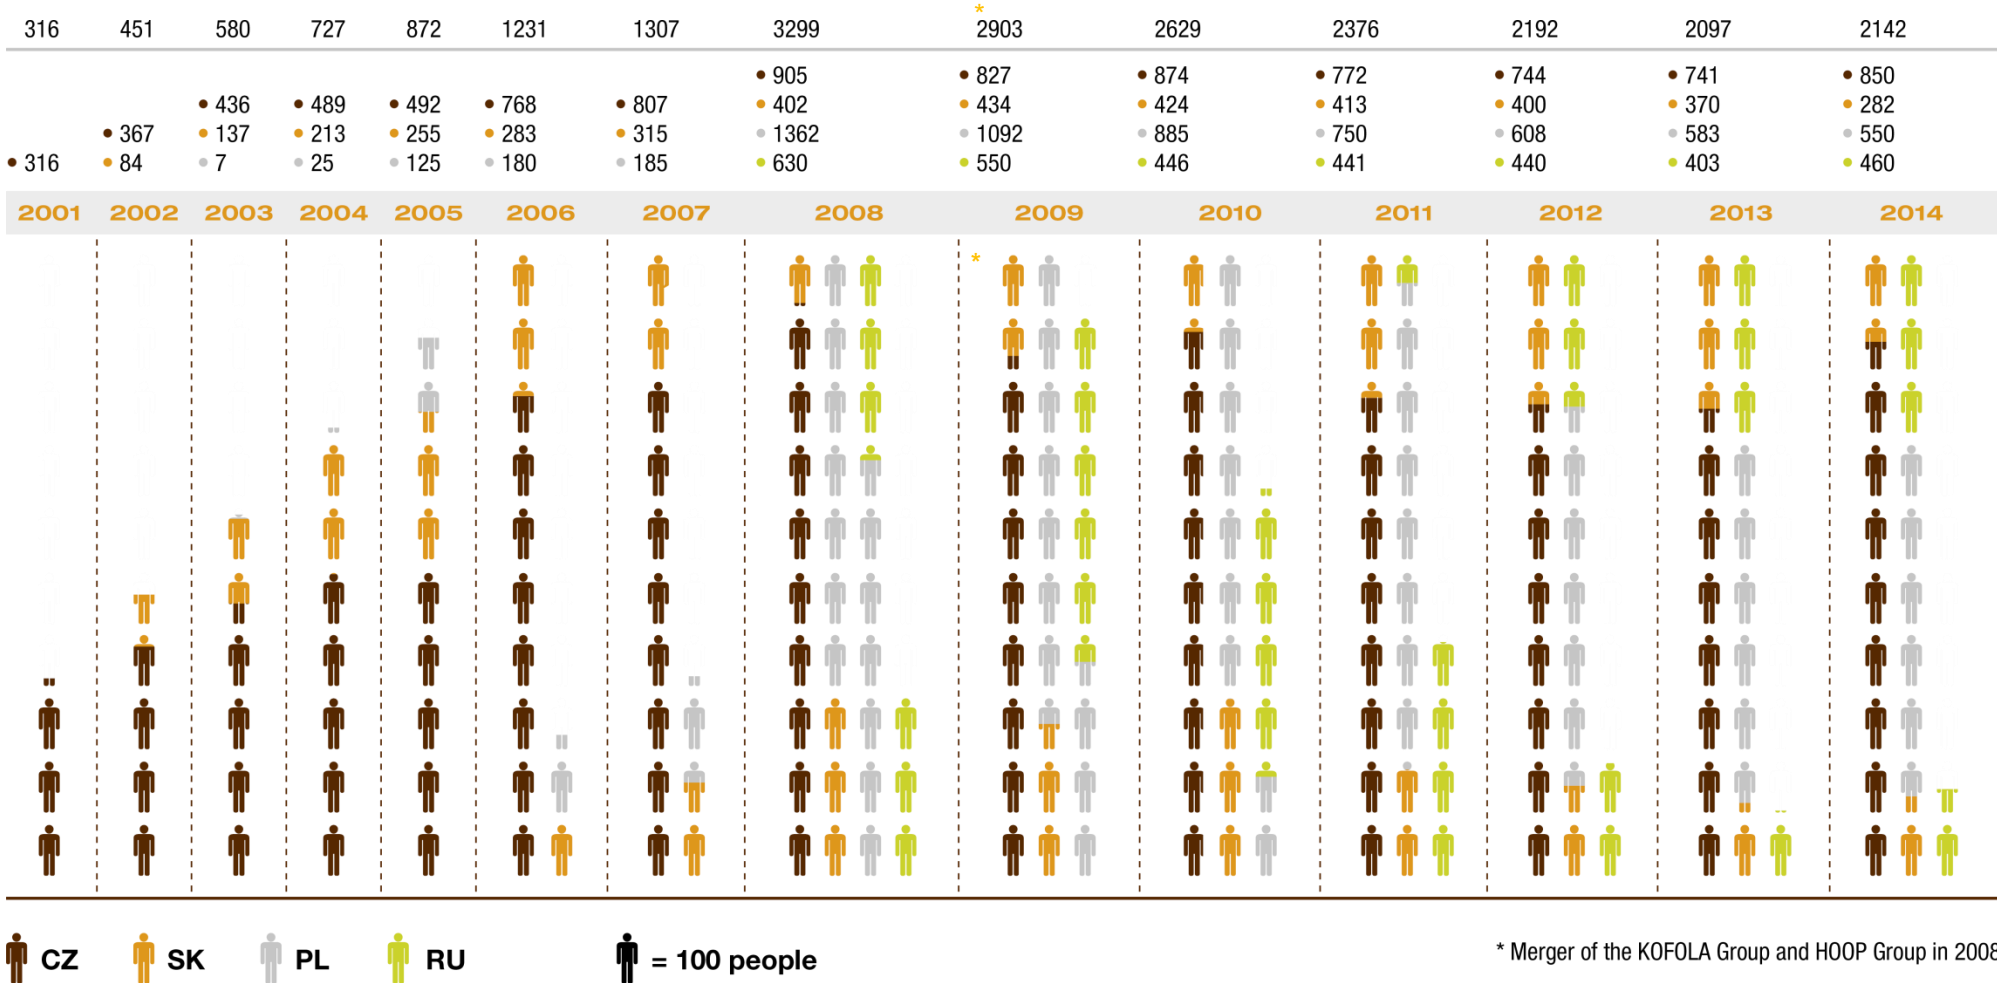 *
316 451 580 727 872 1231 1307 3299 2903 2629 2376 2192 2097 2142
905 827 874 772 744 741 850
436 489 492 768 807 402 434 424 413 400 370 282
367 137 213 255 283 315 1362 1092 885 750 608 583 550
316 84 7 25 125 180 185 630 550 446 441 440 403 460
2001 2002 2003 2004 2005 2006 2007 2008 2009 2010 2011 2012 2013 2014
*
CZ SK PL RU = 100 people
* Merger of the KOFOLA Group and HOOP Group in 2008